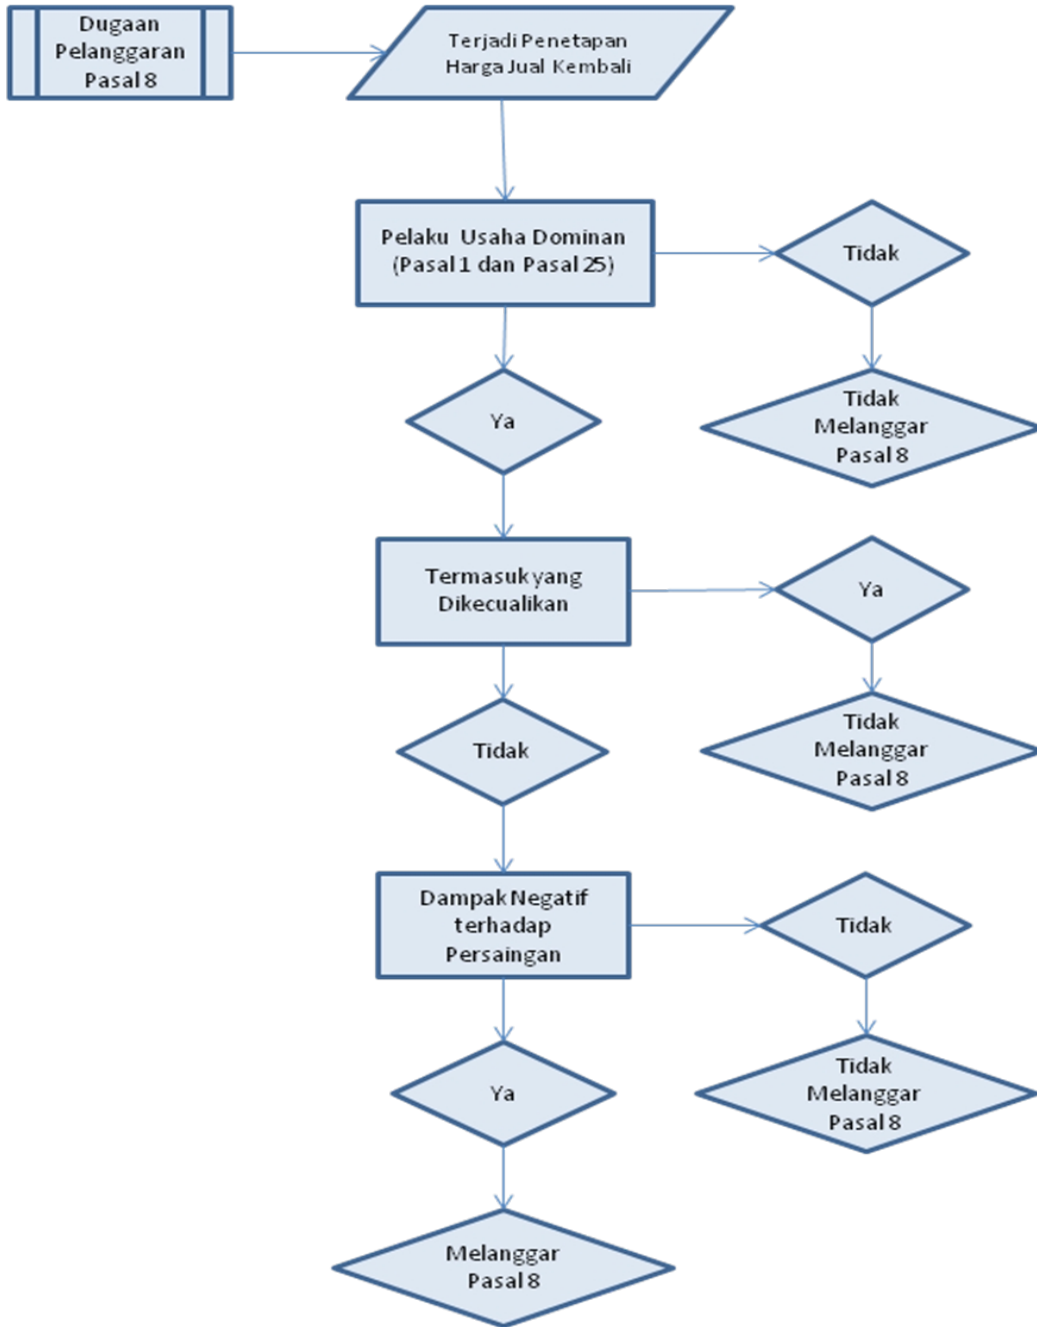 Dugaan
Pelanggaran
Pasal 8
Terjadi Penetapan
Harga Jual Kembali
Pelaku Usaha Dominan
(Pasal 1 dan Pasal 25)
Tidak
Tidak
Melanggar
Pasal 8
Ya
Termasuk yang
Dikecualikan
Ya
Tidak
Melanggar
Pasal 8
Tidak
Dampak Negatif
terhadap
Persaingan
Tidak
Tidak
Melanggar
Pasal 8
Ya
Melanggar
Pasal 8